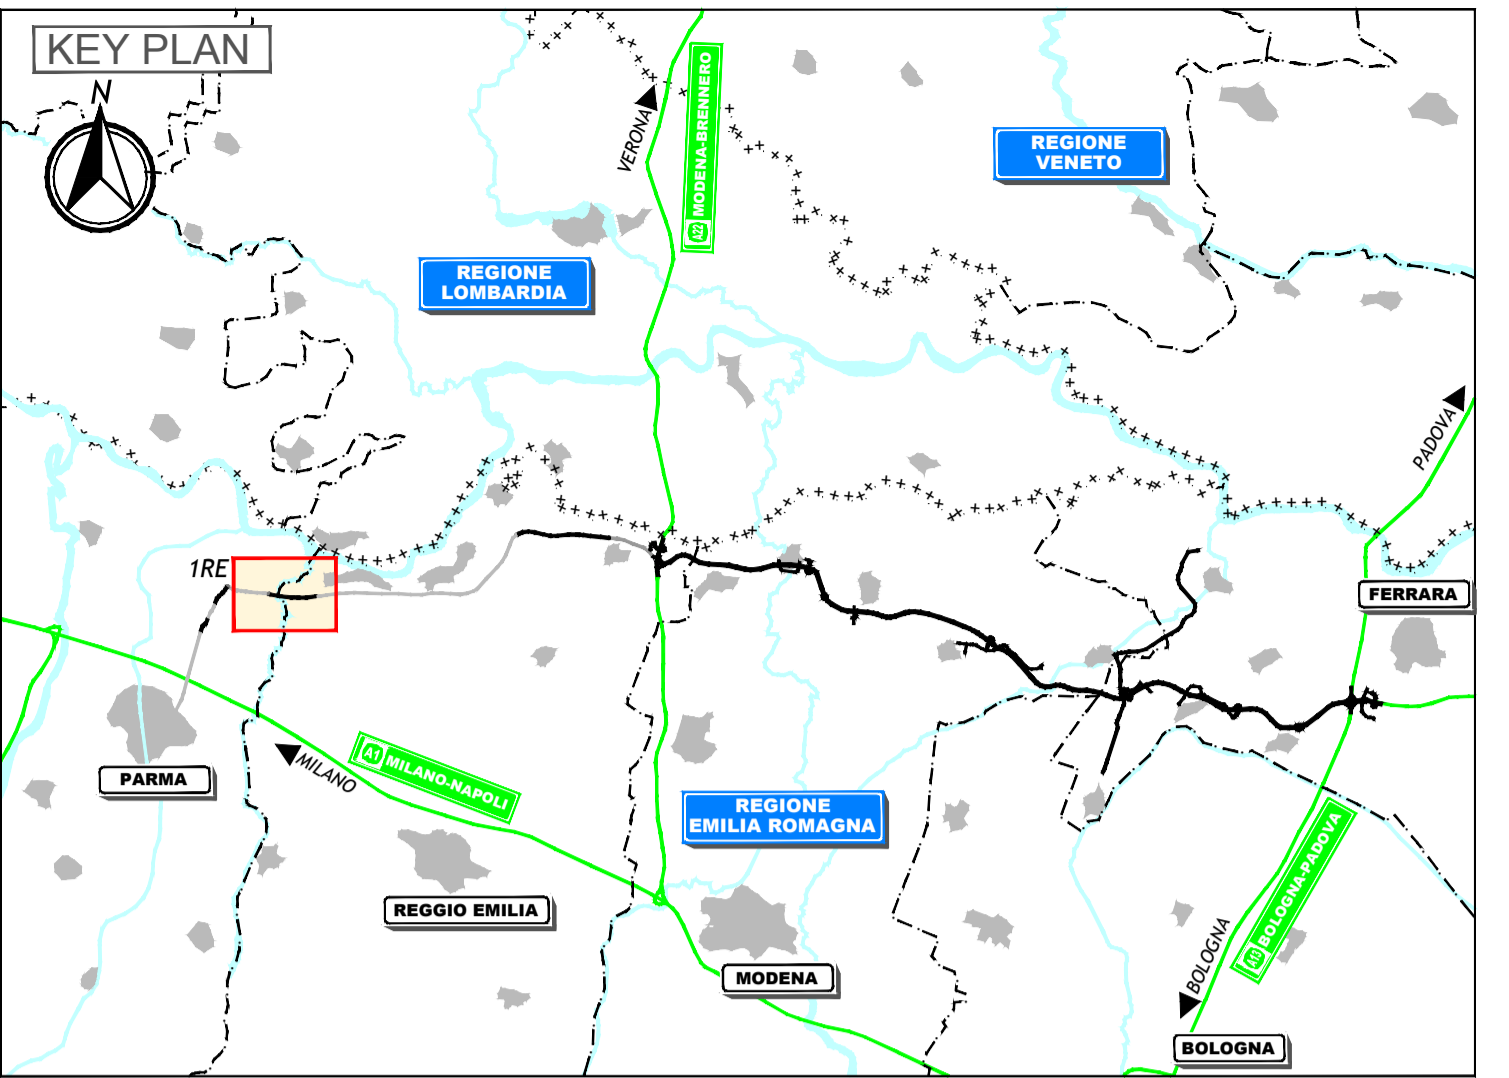 KEY PLAN
N
VERONA
A22 MODENA-BRENNERO
REGIONE
VENETO
REGIONE
LOMBARDIA
PADOVA
1RE
FERRARA
PARMA
MILANO
A1 MILANO-NAPOLI
REGIONE
EMILIA ROMAGNA
REGGIO EMILIA
MODENA
A13 BOLOGNA-PADOVA
BOLOGNA
BOLOGNA